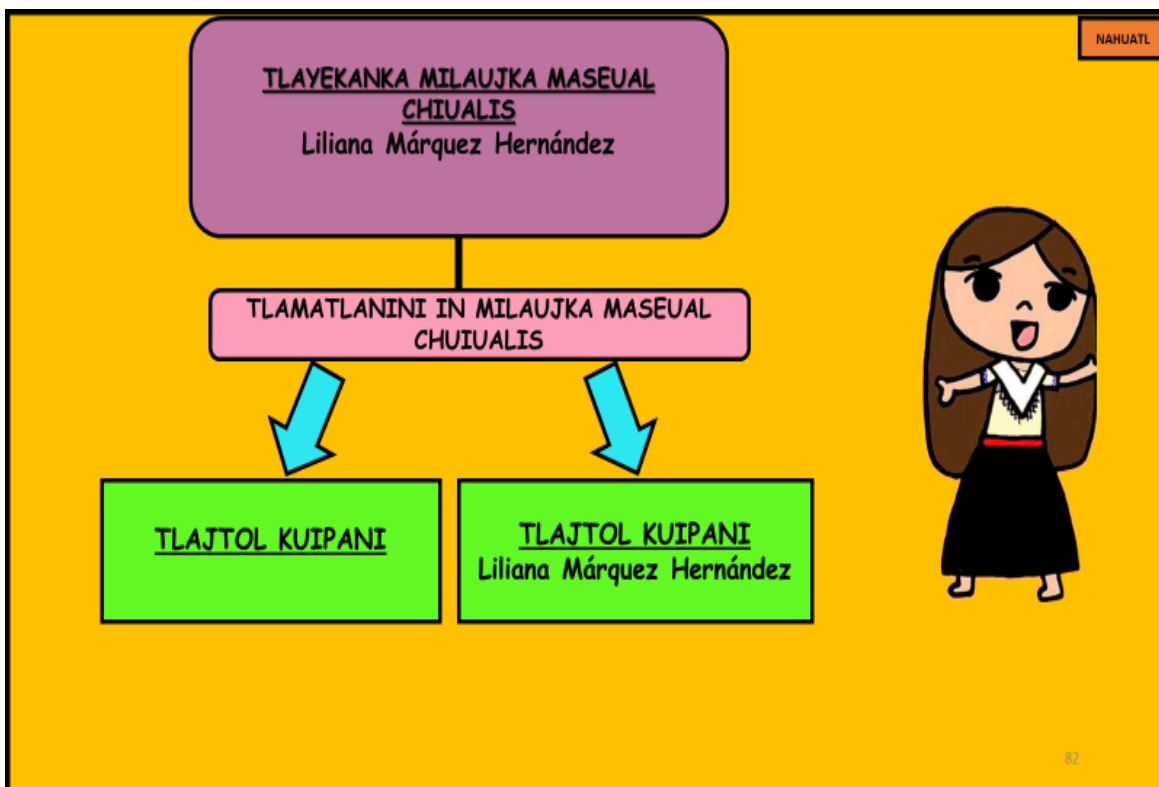 NAHUATL
TLAYEKANKA MILAUJKA MASEUAL
CHIUALIS
Liliana Márquez Hernández
TLAMATLANINI IN MILAUJKA MASEUAL
CHUIUALIS
TLAJTOL KUIPANI
TLAJTOL KUIPANI
Liliana Márquez Hernández
82